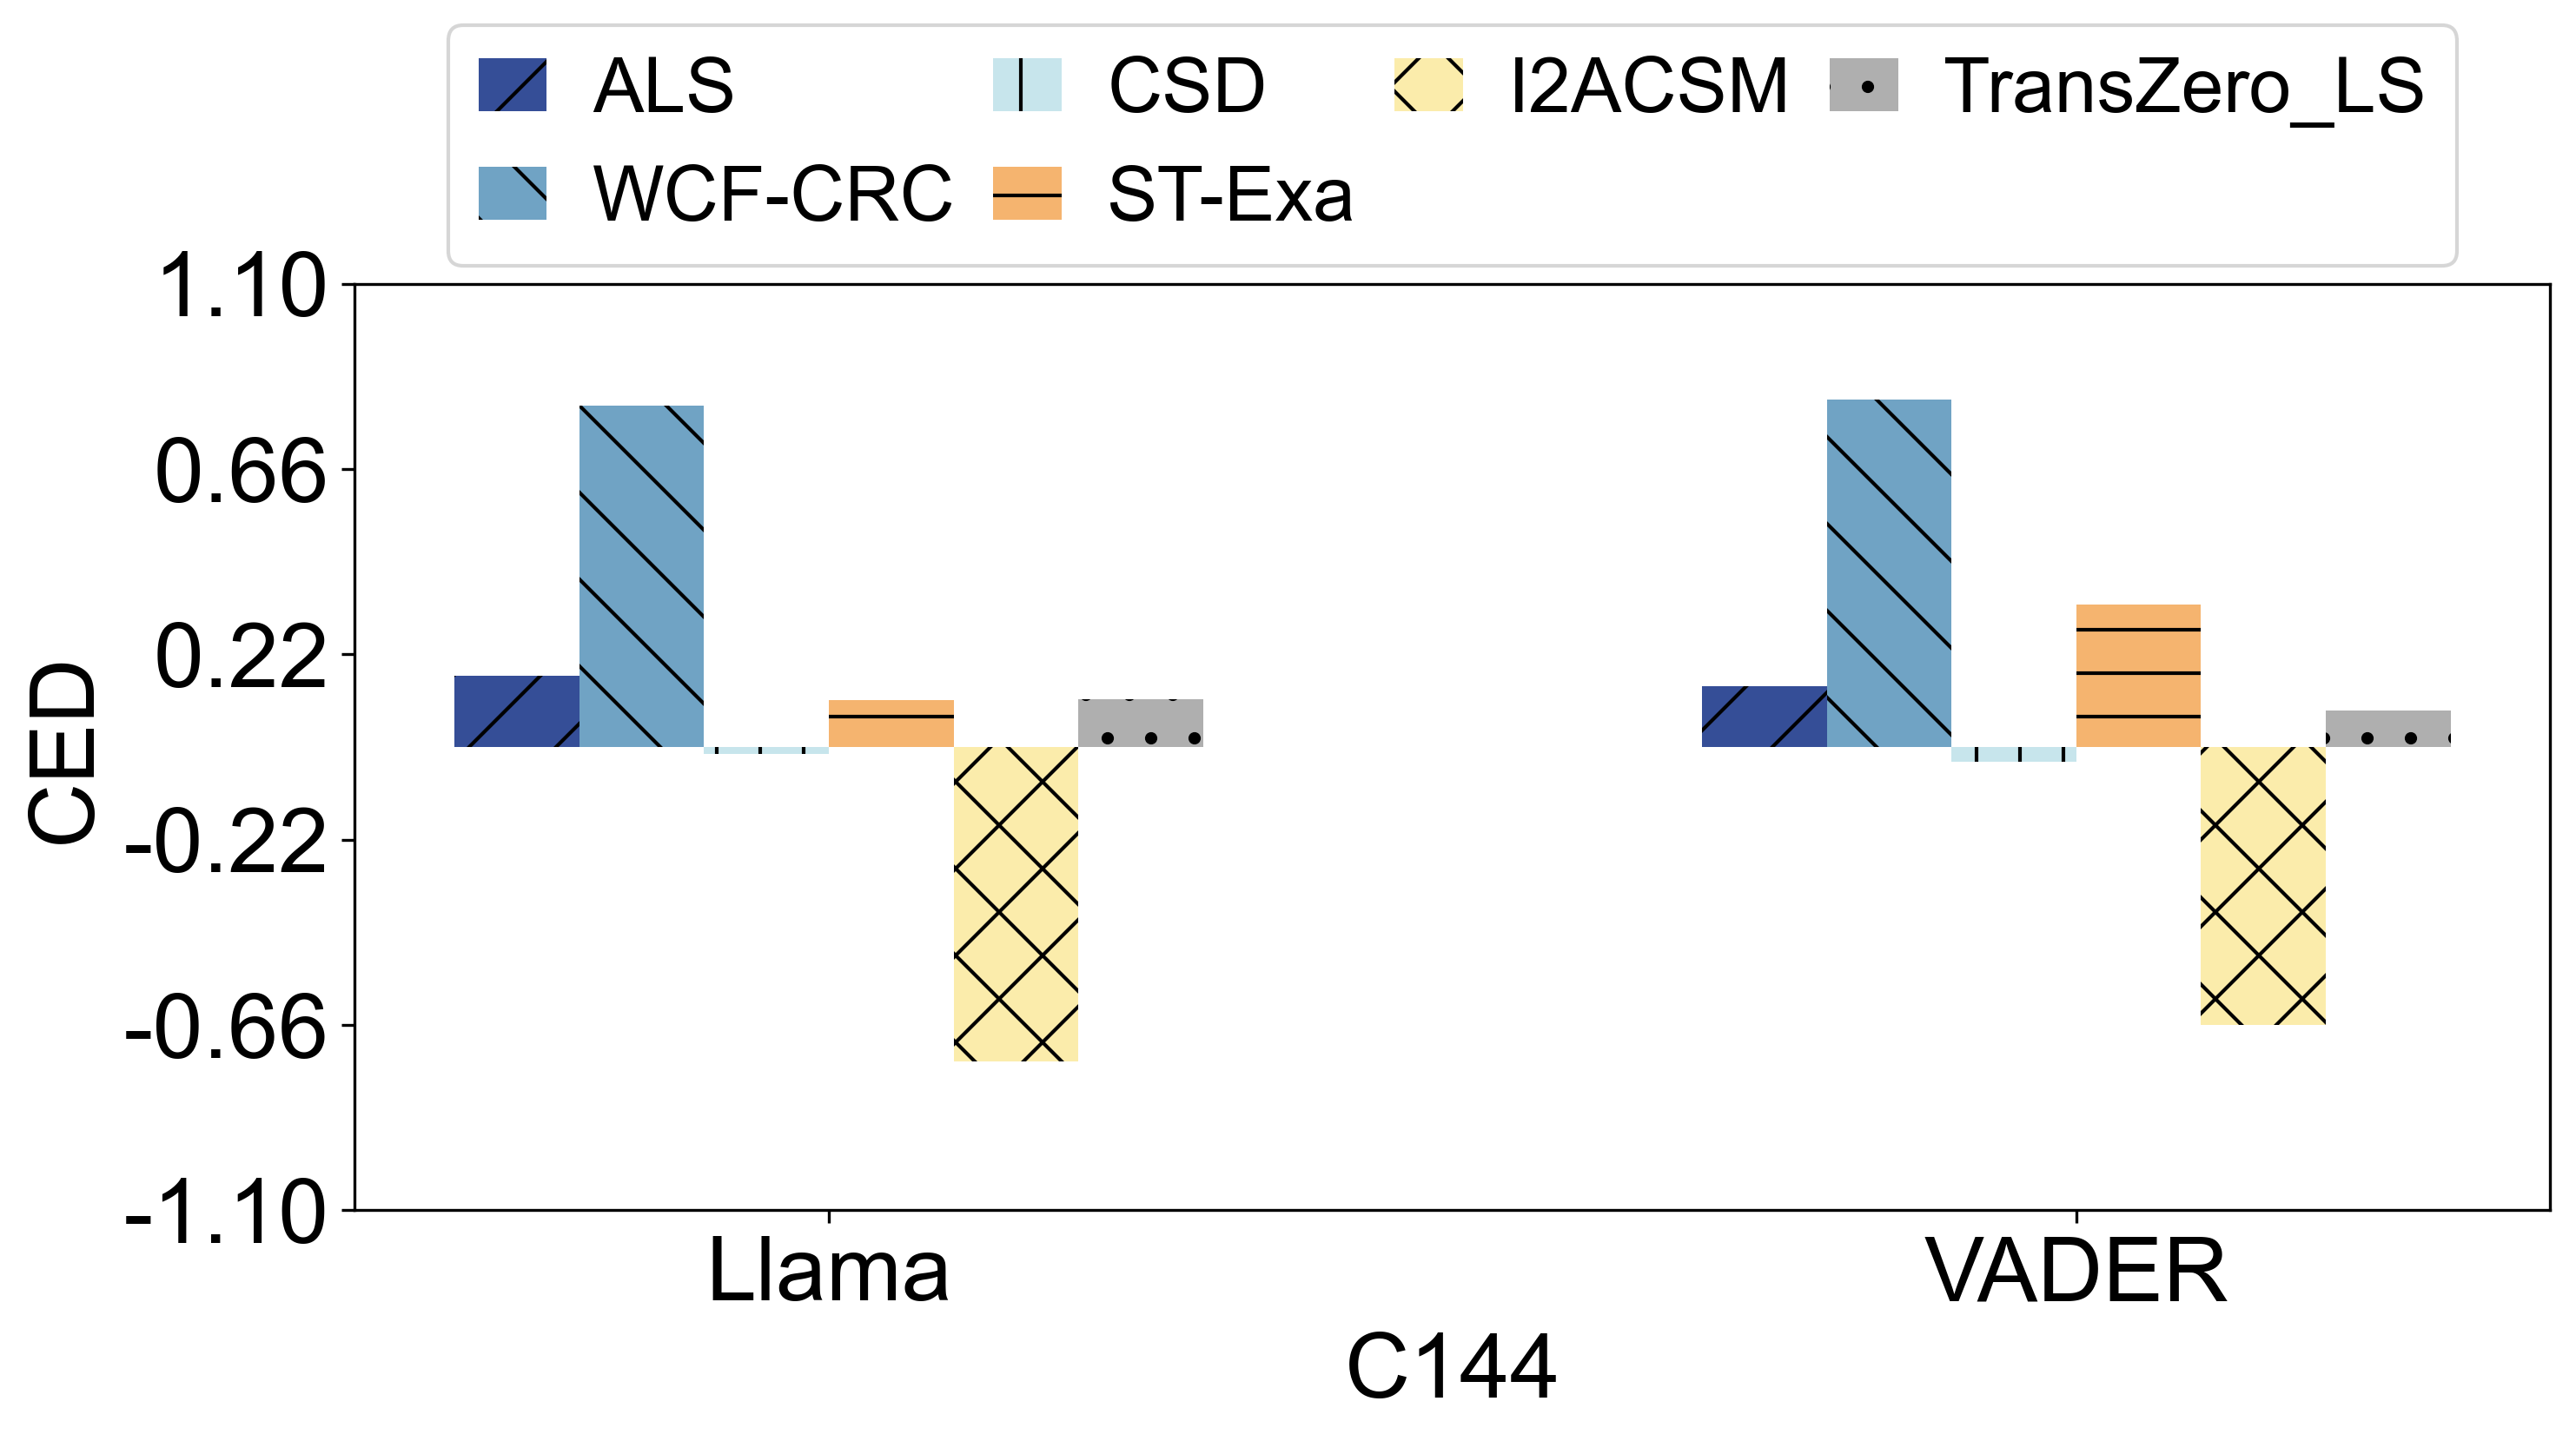 ALS CSD I2ACSM TransZero_LS
WCF-CRC ST-Exa
1.10
0.66
0.22
-0.22
-0.66
-1.10
CED
Llama VADER
C144